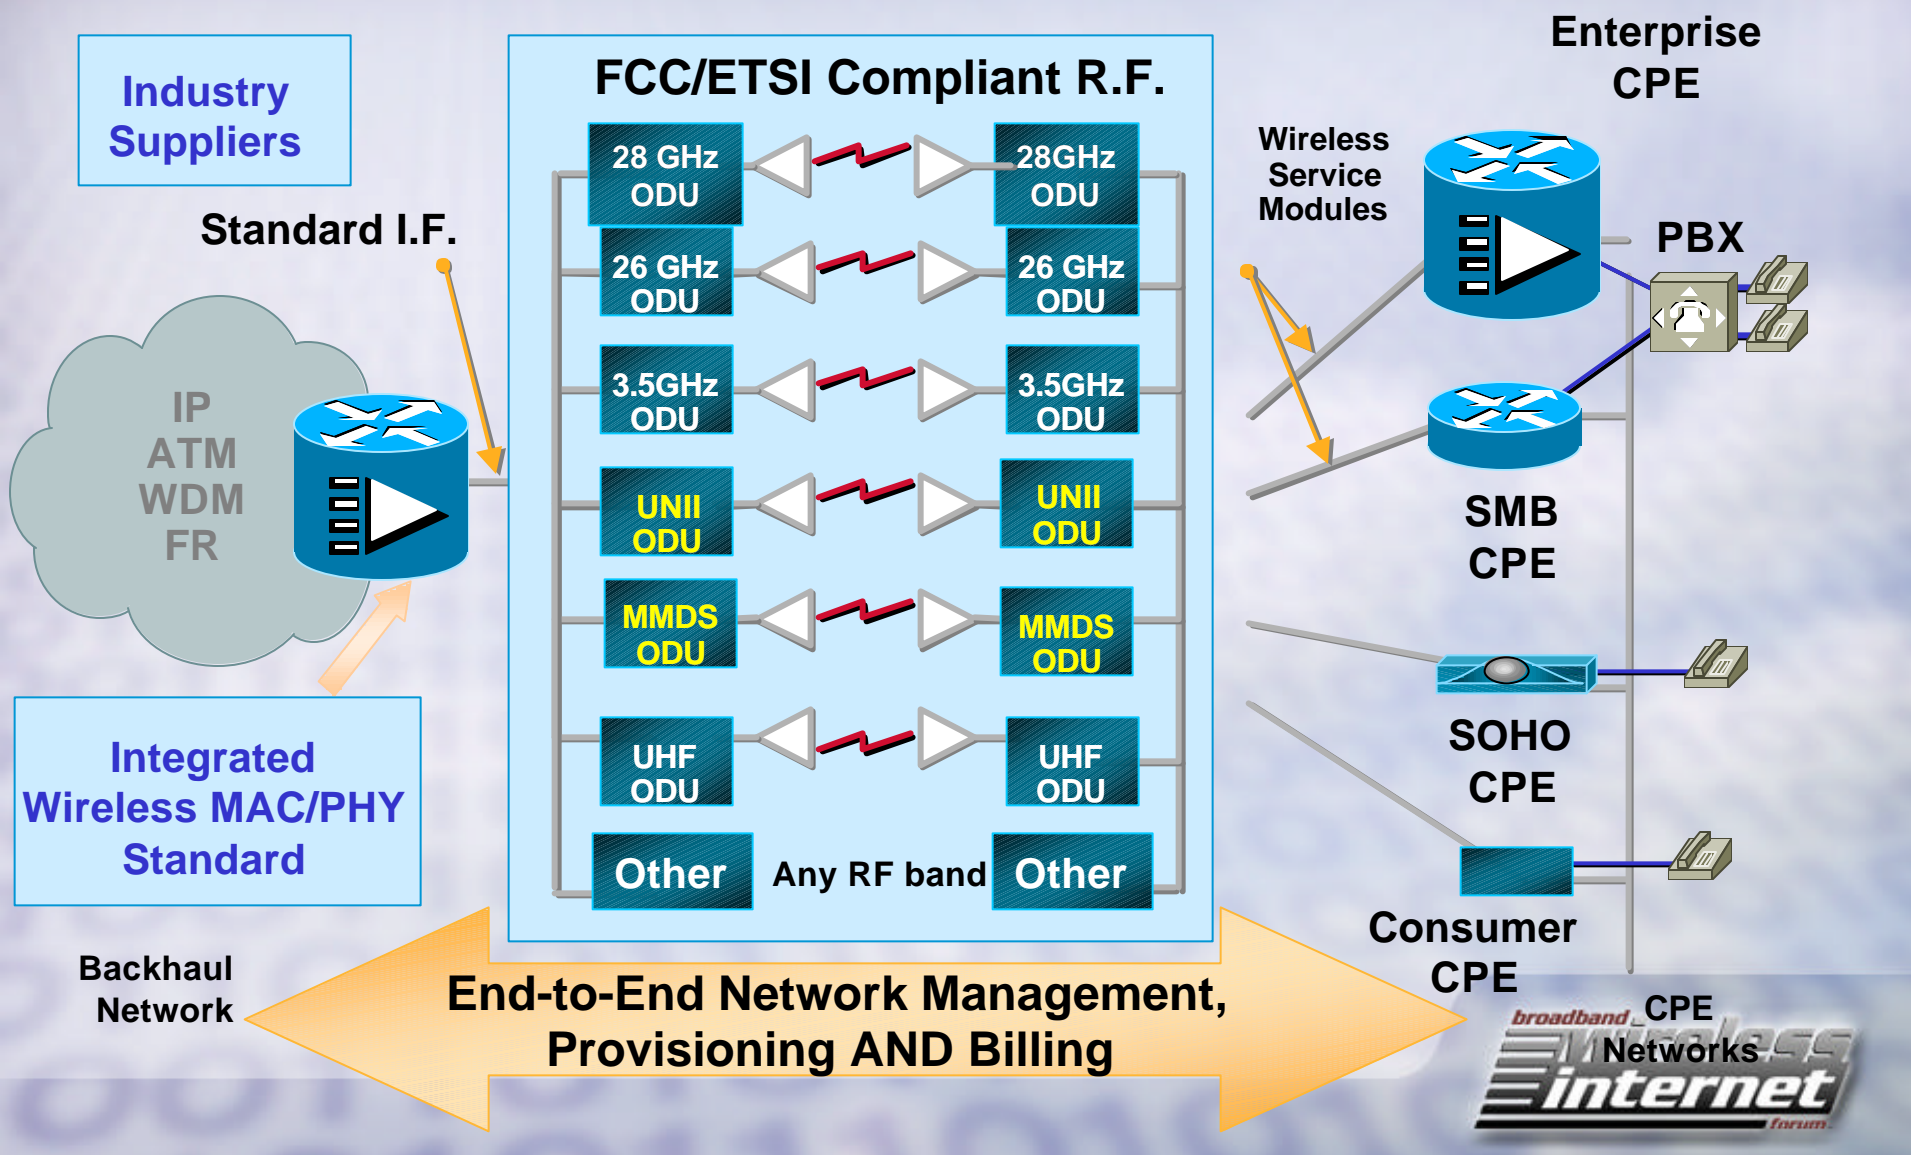 Industry
Suppliers
Standard I.F.
IP
ATM
WDM
FR
Integrated
Wireless MAC/PHY
Standard
Backhaul
Network
FCC/ETSI Compliant R.F.
28 GHz
ODU
28GHz
ODU
26 GHz
ODU
26 GHz
ODU
3.5GHz
ODU
3.5GHz
ODU
UNII
ODU
UNII
ODU
MMDS
ODU
MMDS
ODU
UHF
ODU
UHF
ODU
Other
Any RF band
Other
End-to-End Network Management,
Provisioning AND Billing
Wireless
Service
Modules
Enterprise
CPE
PBX
SMB
CPE
SOHO
CPE
Consumer
CPE
CPE
Networks
broadband
Wireless
internet
forum